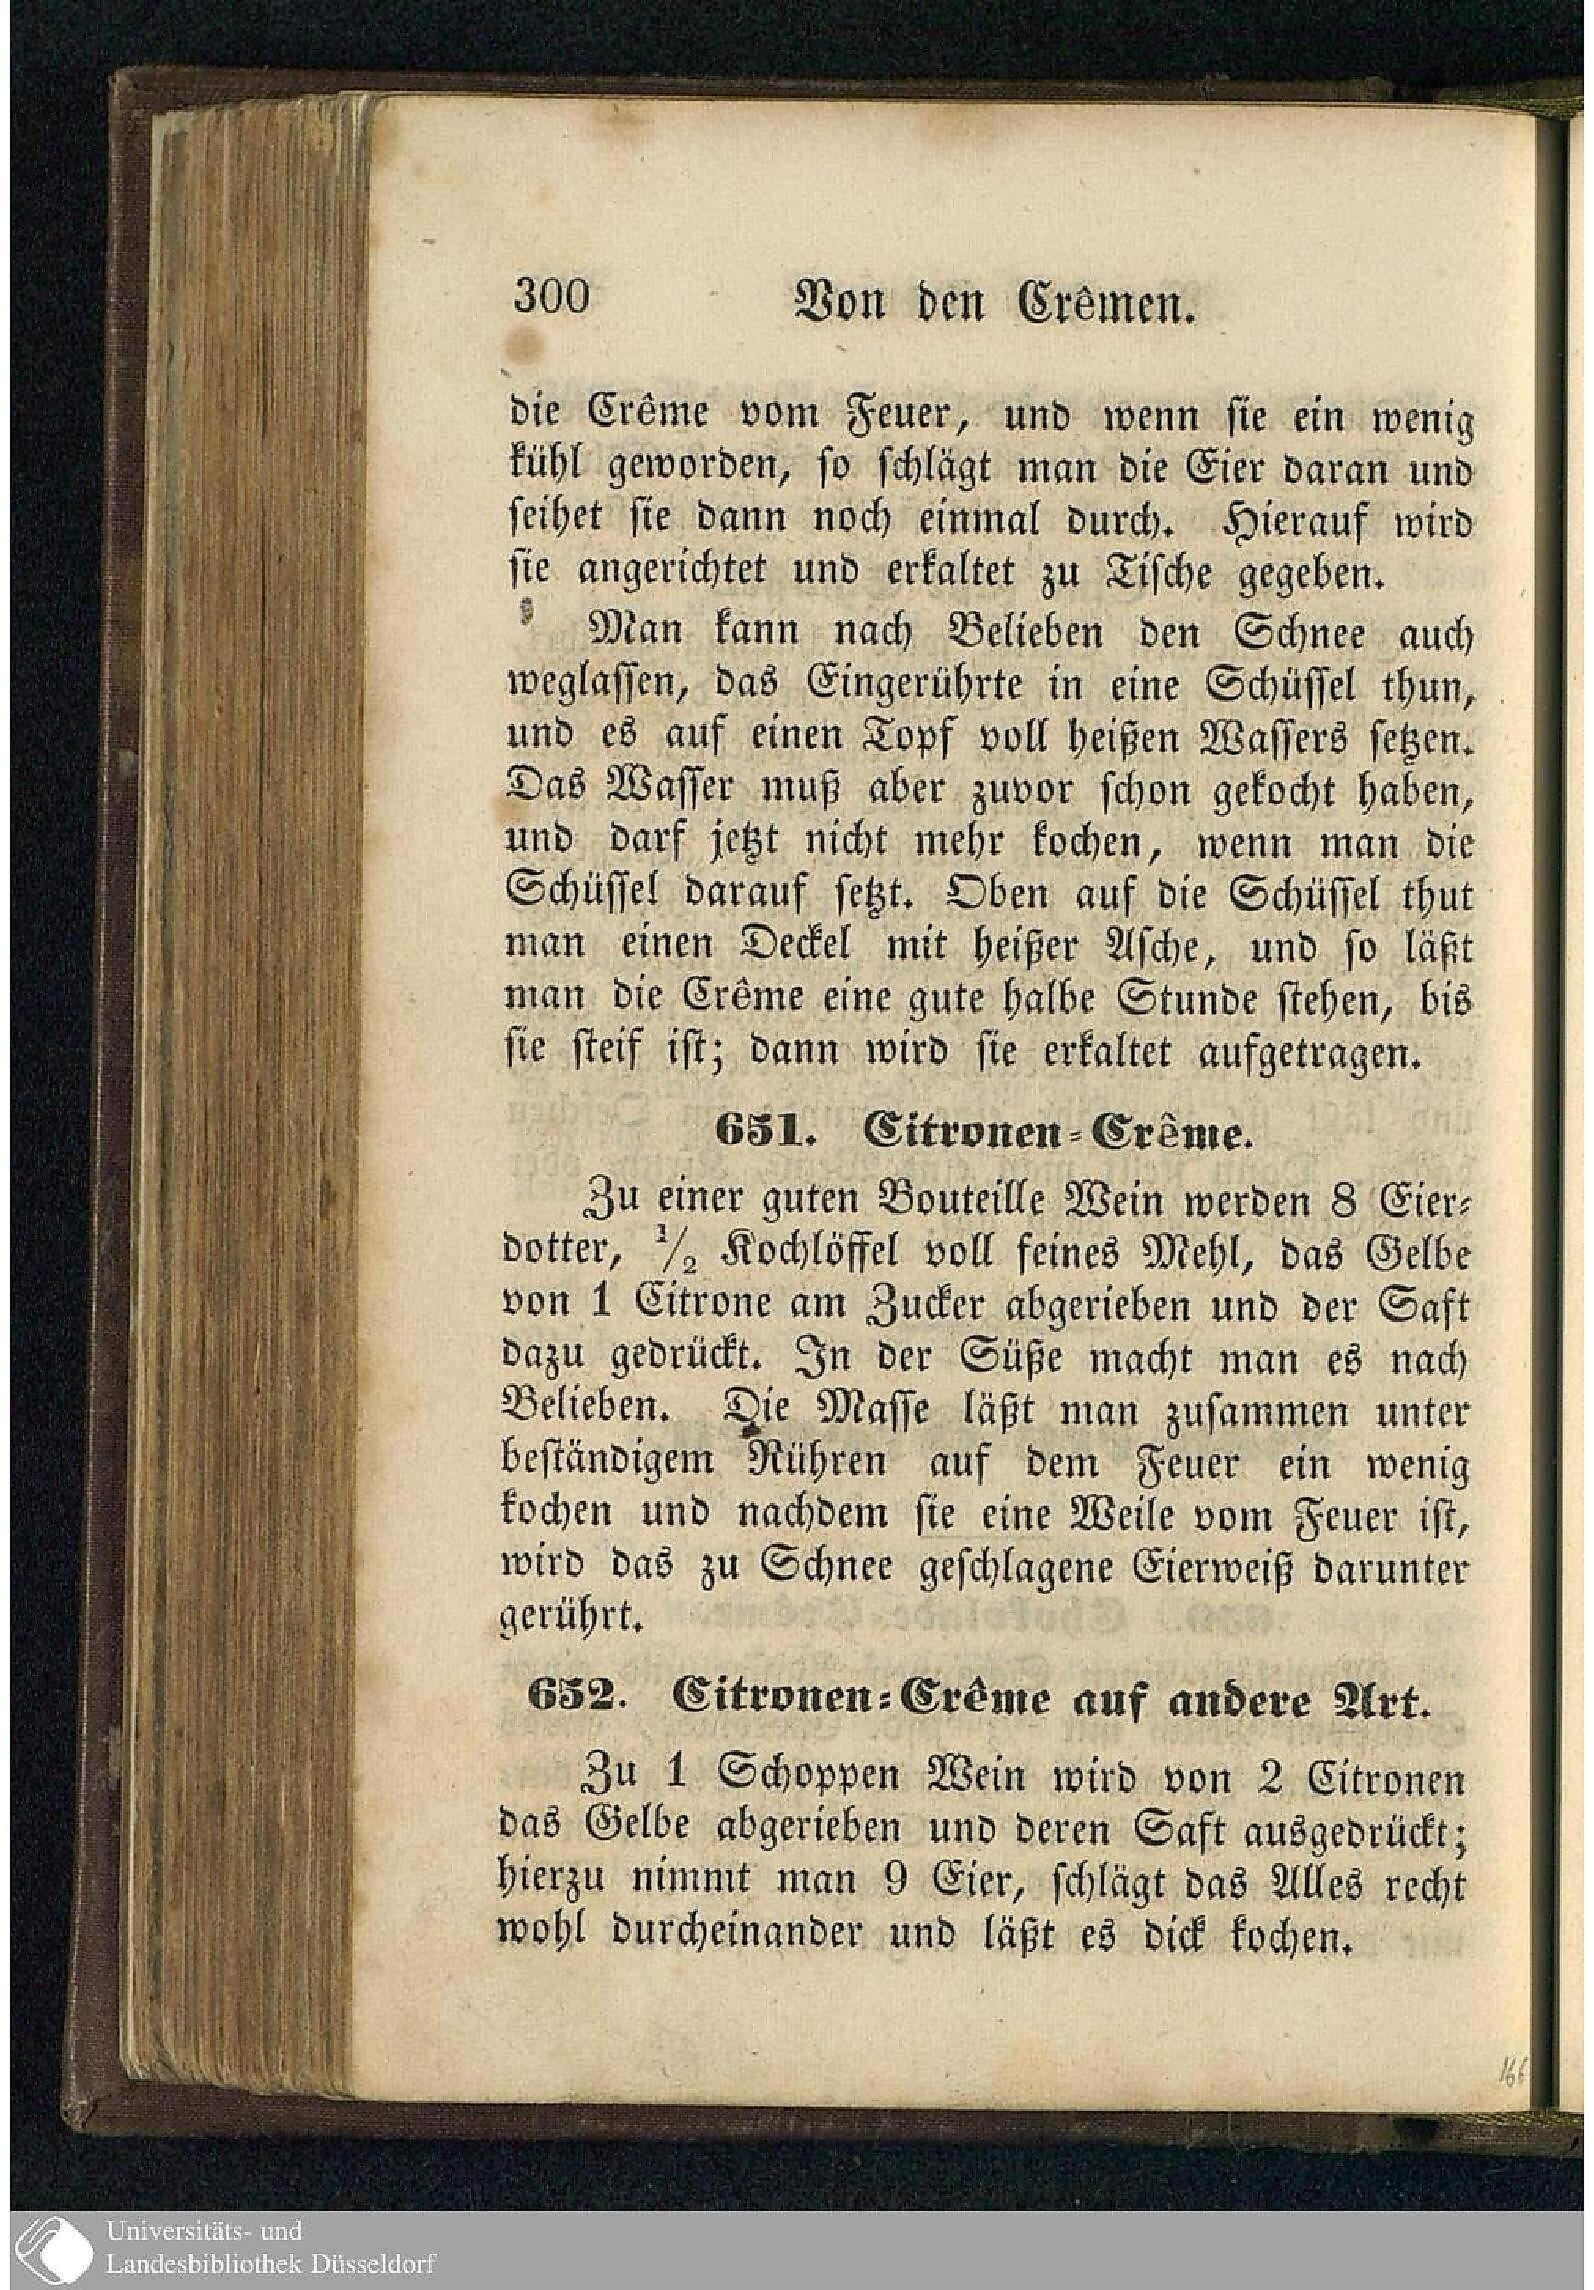 300 Von den Crêmen.
die Crême vom Feuer, und wenn sie ein wenig
kühl geworden, so schlägt man die Eier daran und
seihet sie dann noch einmal durch. Hierauf wird
sie angerichtet und erkaltet zu Tische gegeben.
Man kann nach Belieben den Schnee auch
weglassen, das Eingerührte in eine Schüssel thun,
und es auf einen Topf voll heißen Wassers setzen.
Das Wasser muß aber zuvor schon gekocht haben,
und darf jetzt nicht mehr kochen, wenn man die
Schüssel darauf setzt. Oben auf die Schüssel thut
man einen Deckel mit heißer Asche, und so läßt
man die Crême eine gute halbe Stunde stehen, bis
sie steif ist; dann wird sie erkaltet aufgetragen.
651. Citronen-Crême.
Zu einer guten Bouteille Wein werden 8 Eier-
dotter, 1/2 Kochlöffel voll feines Mehl, das Gelbe
von 1 Citrone am Zucker abgerieben und der Saft
dazu gedrückt. In der Süße macht man es nach
Belieben. Die Masse läßt man zusammen unter
beständigem Rühren auf dem Feuer ein wenig
kochen und nachdem sie eine Weile vom Feuer ist,
wird das zu Schnee geschlagene Eierweiß darunter
gerührt.
652. Citronen-Crême auf andere Art.
Zu 1 Schoppen Wein wird von 2 Citronen
das Gelbe abgerieben und deren Saft ausgedrückt;
hierzu nimmt man 9 Eier, schlägt das Alles recht
wohl durcheinander und läßt es dick kochen.
166
Universitäts- und
Landesbibliothek Düsseldorf